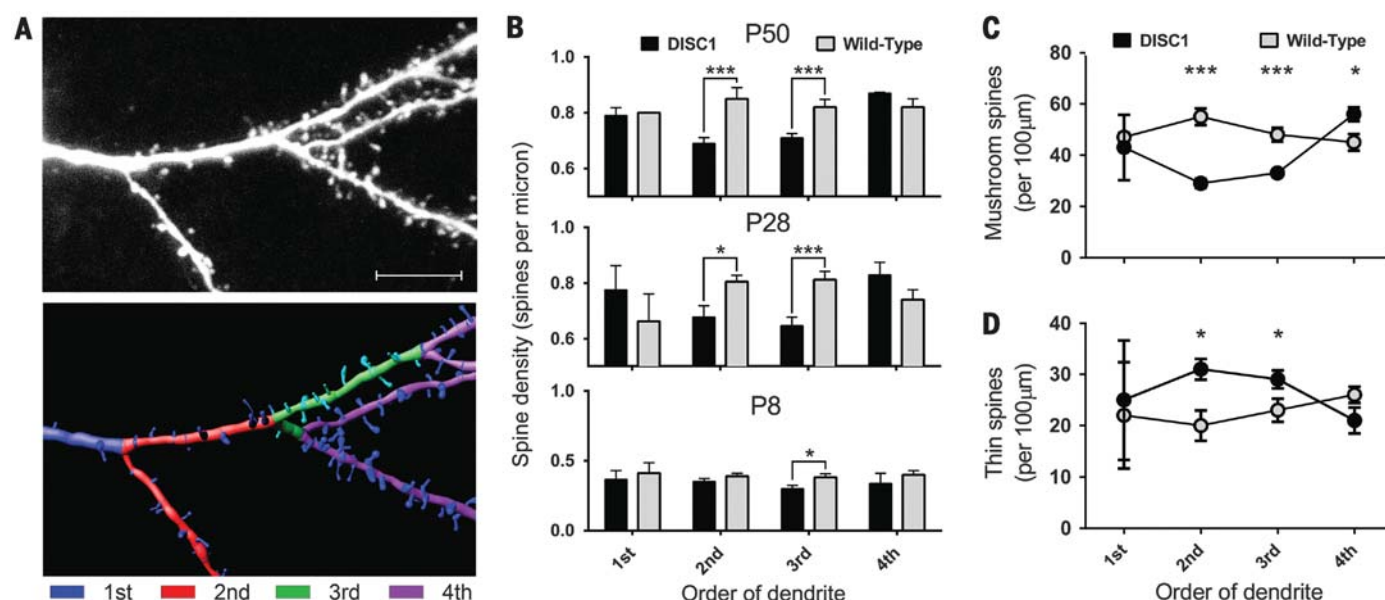 A
1st 2nd 3rd 4th
B
P50
DISC1 Wild-Type
*** ***
1.0
0.8
0.6
P28
* ***
1.0
0.8
0.6
P8
*
1.0
0.5
0.0
Spine density (spines per micron)
1st 2nd 3rd 4th
Order of dendrite
C
DISC1 Wild-Type
*** *** *
80
60
40
20
0
Mushroom spines
(per 100μm)
D
* *
40
30
20
10
0
Thin spines
(per 100μm)
1st 2nd 3rd 4th
Order of dendrite